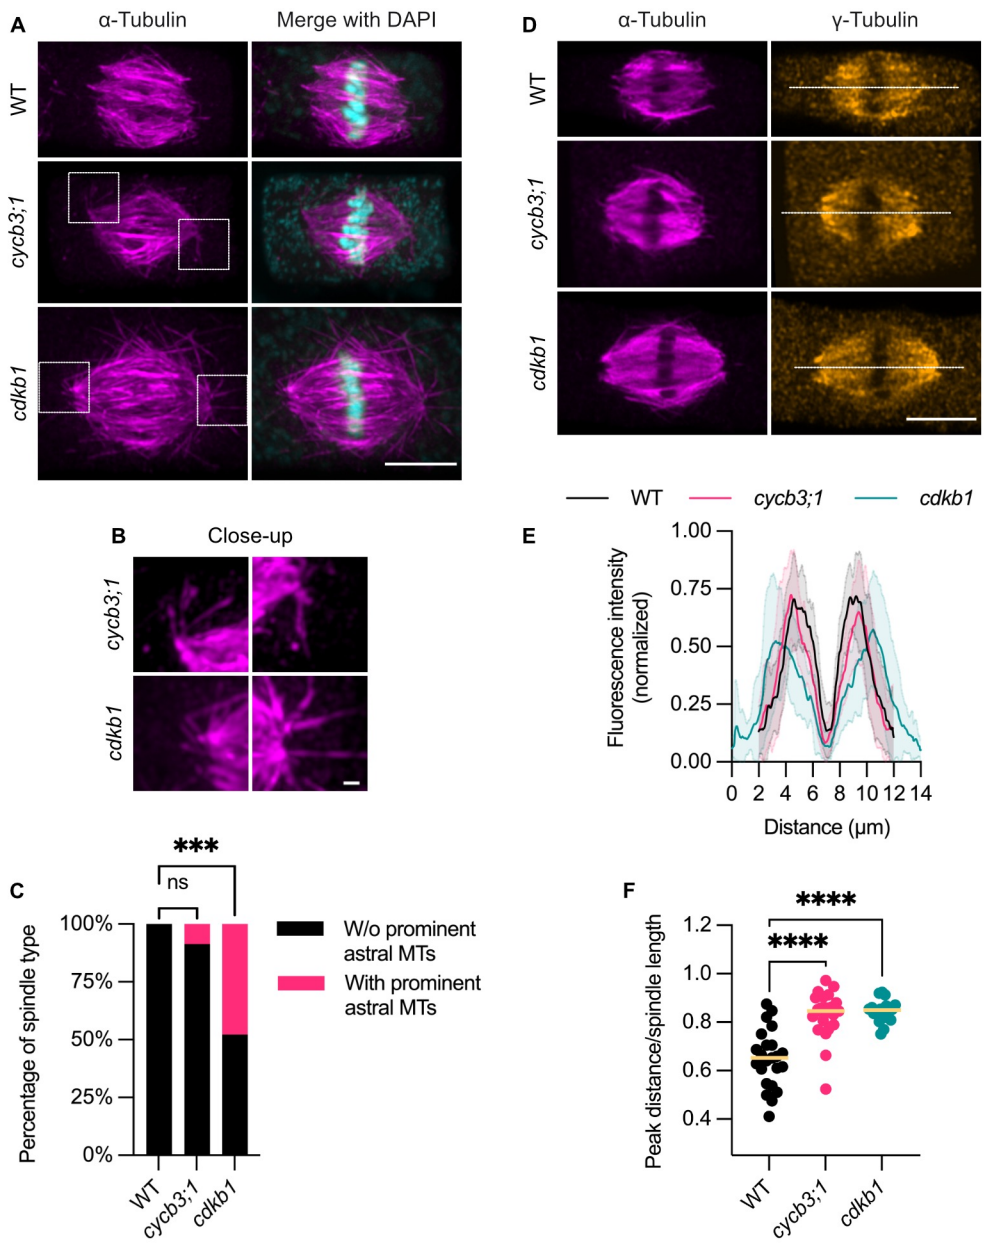 A
α-Tubulin
Merge with DAPI
WT
cycb3;1
cdkb1
B
Close-up
cycb3;1
cdkb1
C
***
ns
Percentage of spindle type
100%
75%
50%
25%
0%
WT
cycb3;1
cdkb1
W/o prominent
astral MTs
With prominent
astral MTs
D
α-Tubulin
γ-Tubulin
WT
cycb3;1
cdkb1
WT
cycb3;1
cdkb1
E
Fluorescence intensity
(normalized)
1.00
0.75
0.50
0.25
0.00
0 2 4 6 8 10 12 14
Distance (µm)
F
Peak distance/spindle length
****
****
1.2
1.0
0.8
0.6
0.4
WT
cycb3;1
cdkb1